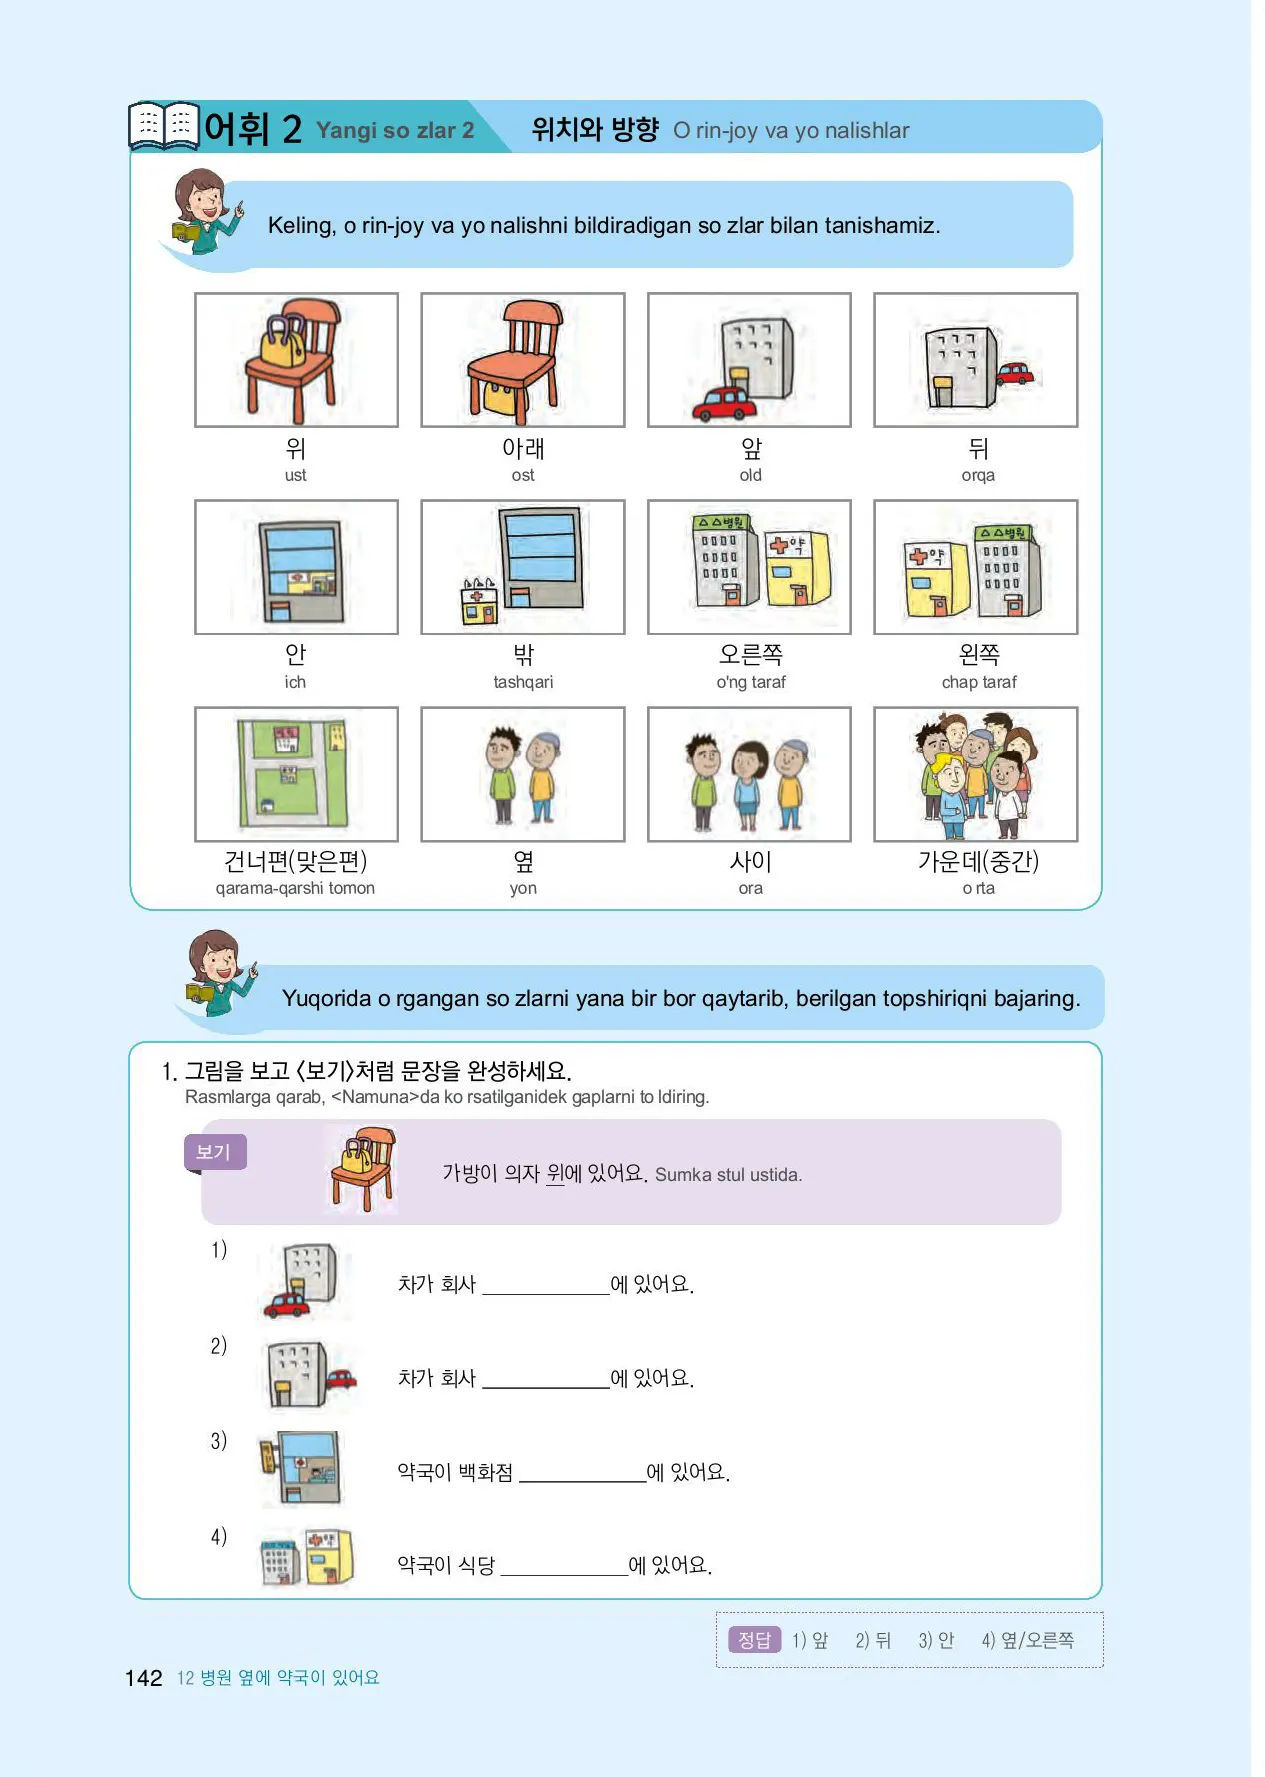 어휘 2 Yangi so zlar 2 위치와 방향 O rin-joy va yo nalishlar
Keling, o rin-joy va yo nalishni bildiradigan so zlar bilan tanishamiz.
위 아래 앞 뒤
ust ost old orqa
△△병원 약 약 △△병원
안 밖 오른쪽 왼쪽
ich tashqari o'ng taraf chap taraf
건너편(맞은편) 옆 사이 가운데(중간)
qarama-qarshi tomon yon ora o rta
Yuqorida o rgangan so zlarni yana bir bor qaytarib, berilgan topshiriqni bajaring.
1. 그림을 보고 <보기>처럼 문장을 완성하세요.
Rasmlarga qarab, <Namuna>da ko rsatilganidek gaplarni to ldiring.
보기
가방이 의자 위에 있어요. Sumka stul ustida.
1) 차가 회사 ____________에 있어요.
2) 차가 회사 ____________에 있어요.
3) 약국이 백화점 ____________에 있어요.
4) 약국이 식당 ____________에 있어요.
정답 1) 앞 2) 뒤 3) 안 4) 옆/오른쪽
142 12 병원 옆에 약국이 있어요